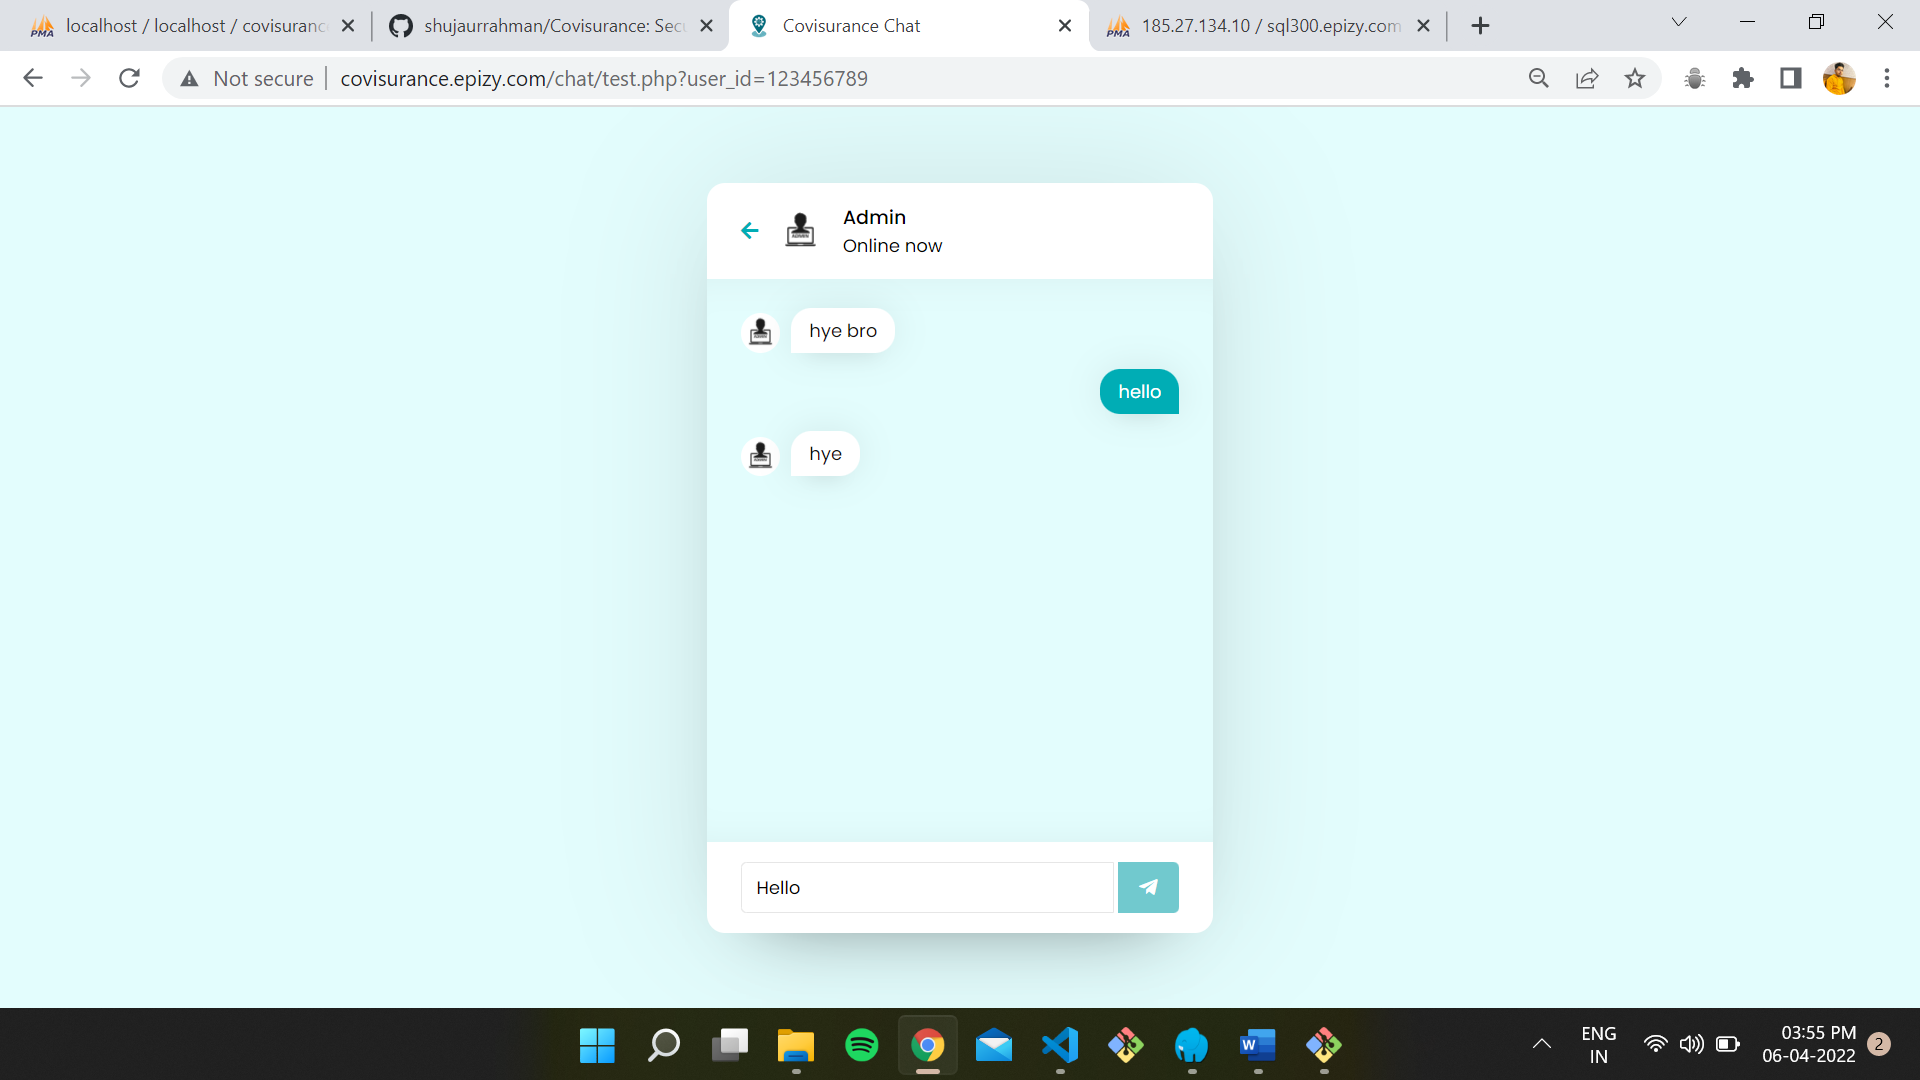 localhost / localhost / covisurance
shujaurrahman/Covisurance: Secu
Covisurance Chat
185.27.134.10 / sql300.epizy.com
Not secure
covisurance.epizy.com/chat/test.php?user_id=123456789
Admin
Online now
hye bro
hello
hye
Hello
ENG
IN
03:55 PM
06-04-2022
2